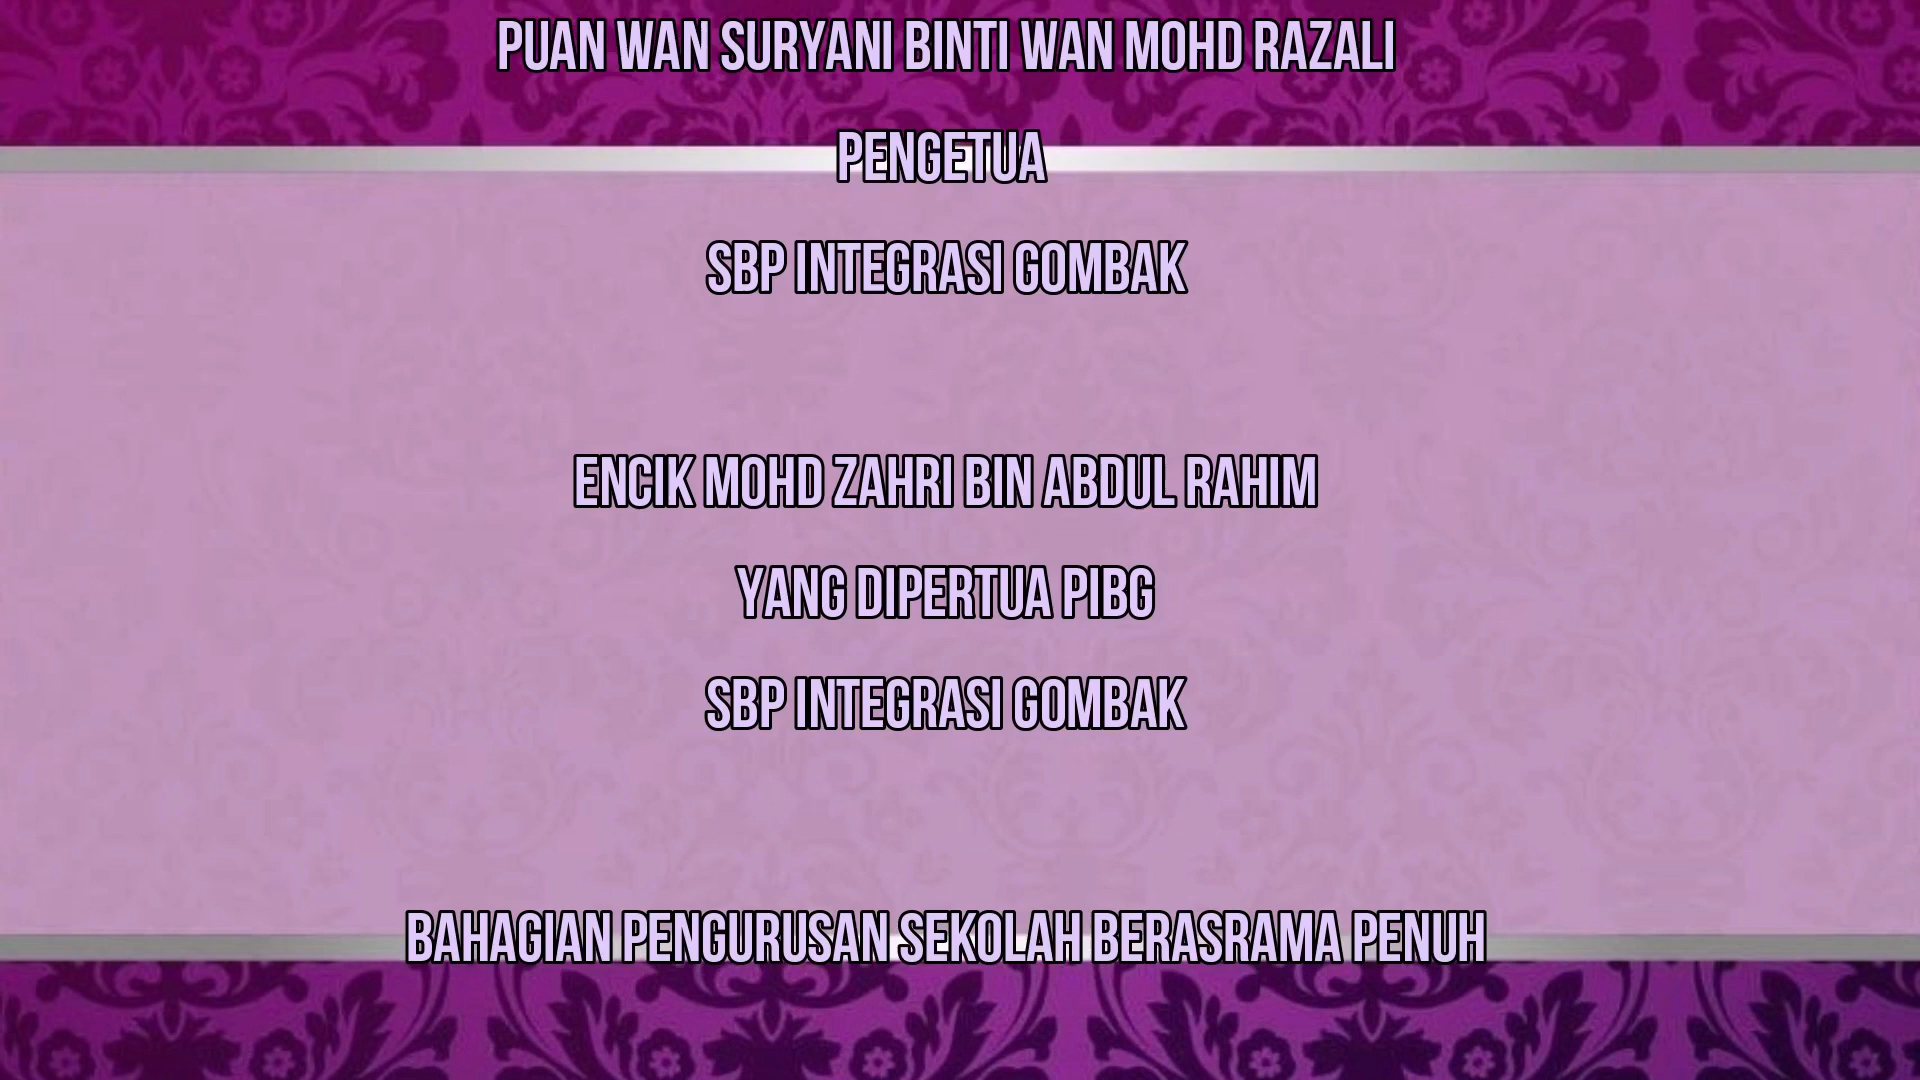 PUAN WAN SURYANI BINTI WAN MOHD RAZALI
PENGETUA
SBP INTEGRASI GOMBAK
ENCIK MOHD ZAHRI BIN ABDUL RAHIM
YANG DIPERTUA PIBG
SBP INTEGRASI GOMBAK
BAHAGIAN PENGURUSAN SEKOLAH BERASRAMA PENUH